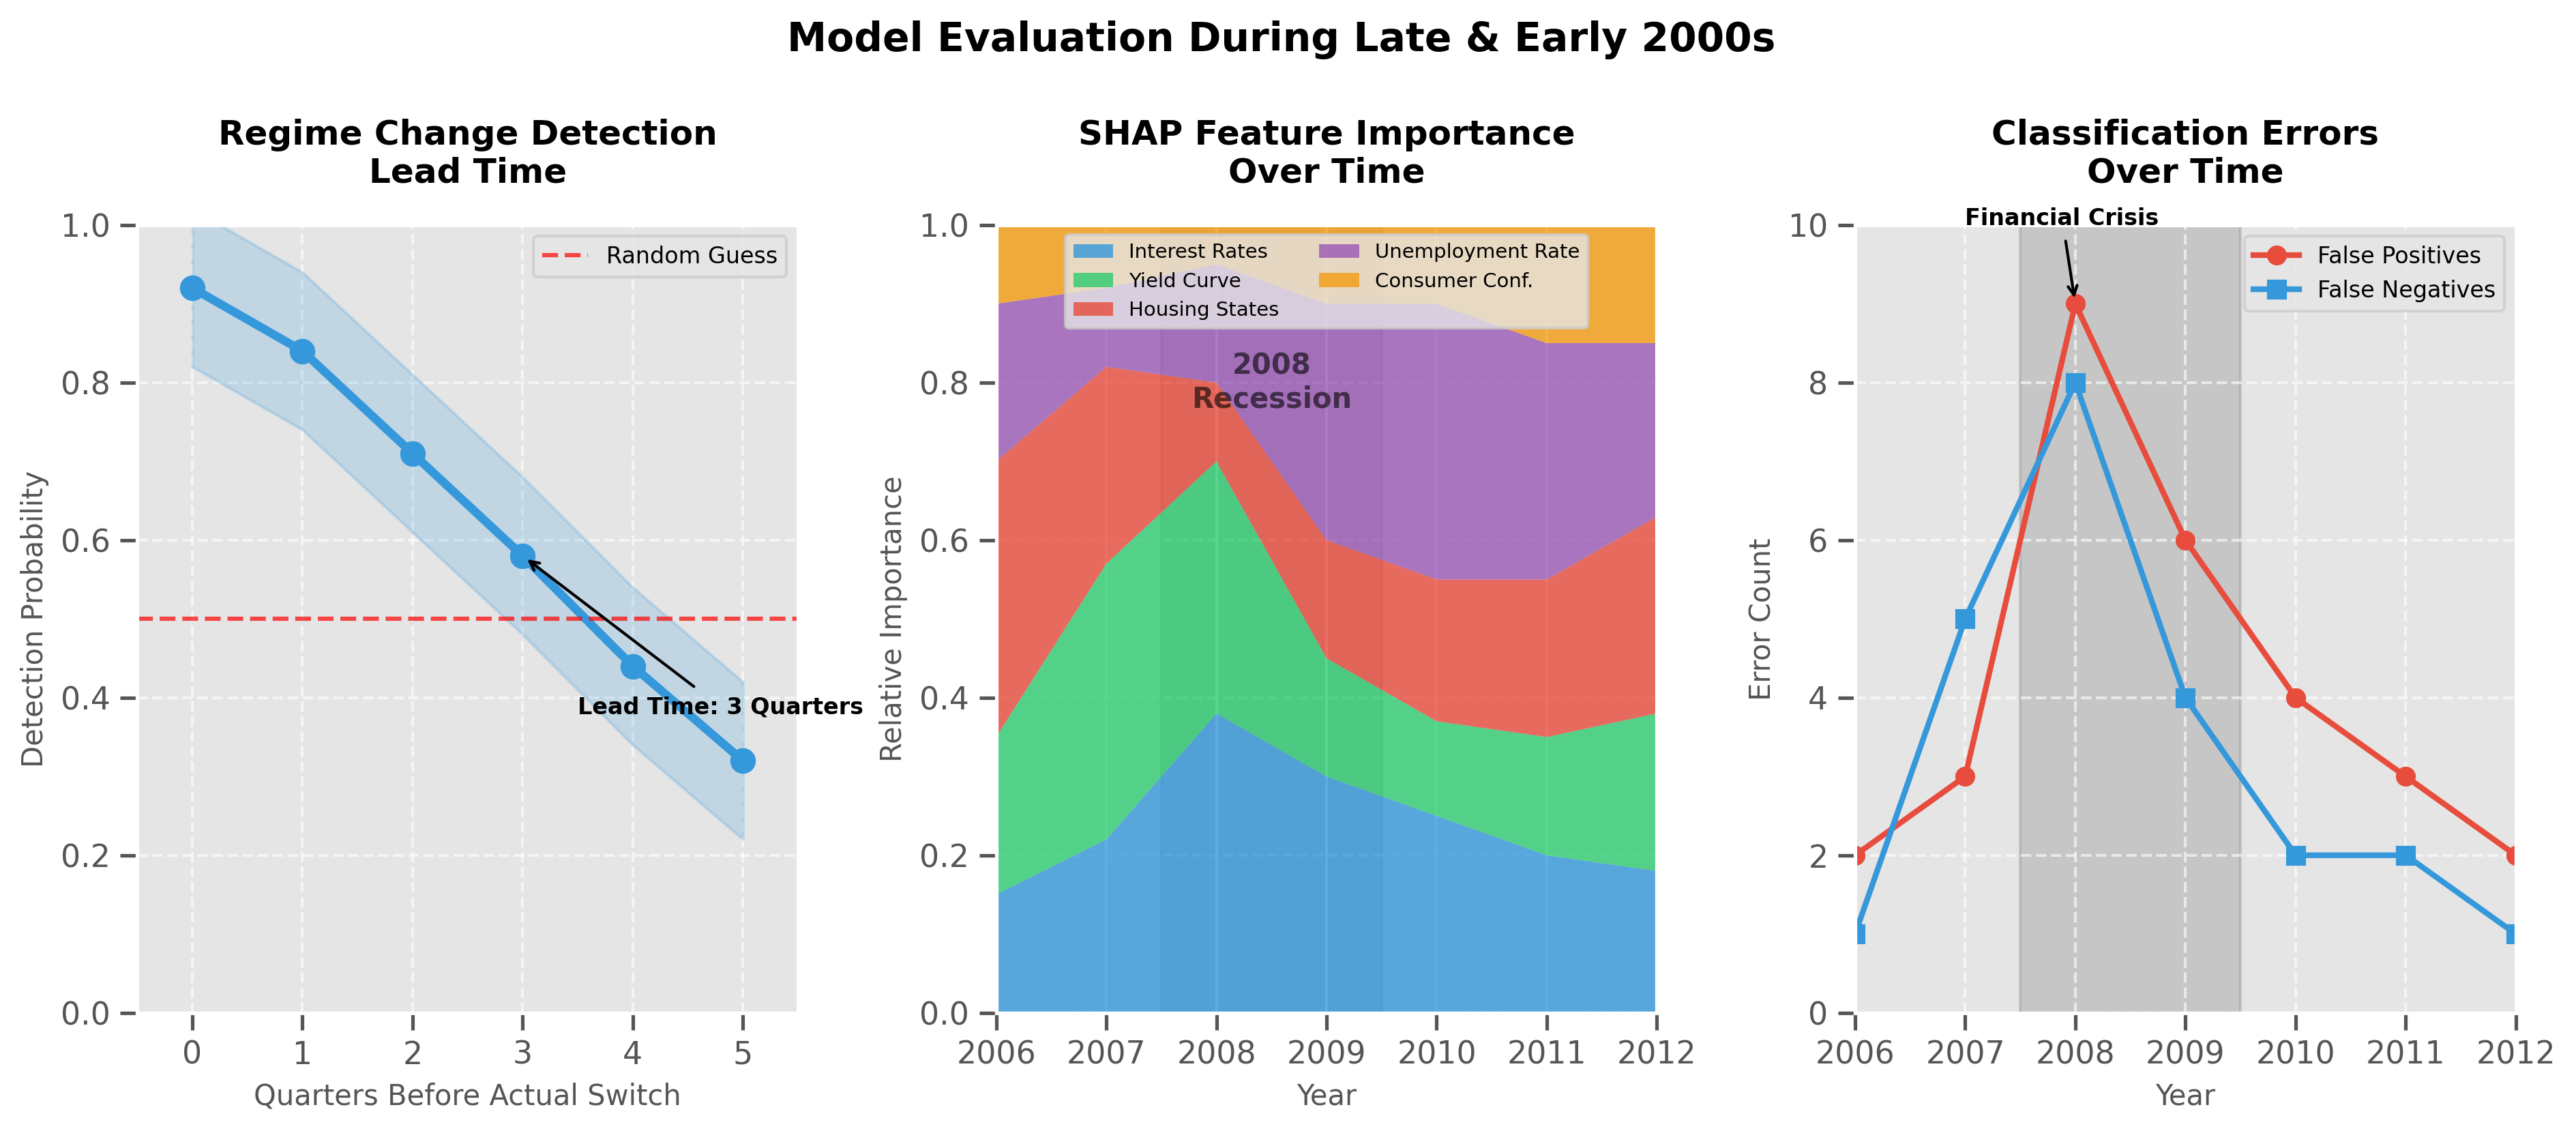 Model Evaluation During Late & Early 2000s
Regime Change Detection
Lead Time
1.0
0.8
0.6
0.4
0.2
0.0
Detection Probability
Random Guess
Lead Time: 3 Quarters
0 1 2 3 4 5
Quarters Before Actual Switch
SHAP Feature Importance
Over Time
1.0
0.8
0.6
0.4
0.2
0.0
Relative Importance
Interest Rates
Yield Curve
Housing States
Unemployment Rate
Consumer Conf.
2008
Recession
2006 2007 2008 2009 2010 2011 2012
Year
Classification Errors
Over Time
Financial Crisis
10
8
6
4
2
0
Error Count
False Positives
False Negatives
2006 2007 2008 2009 2010 2011 2012
Year